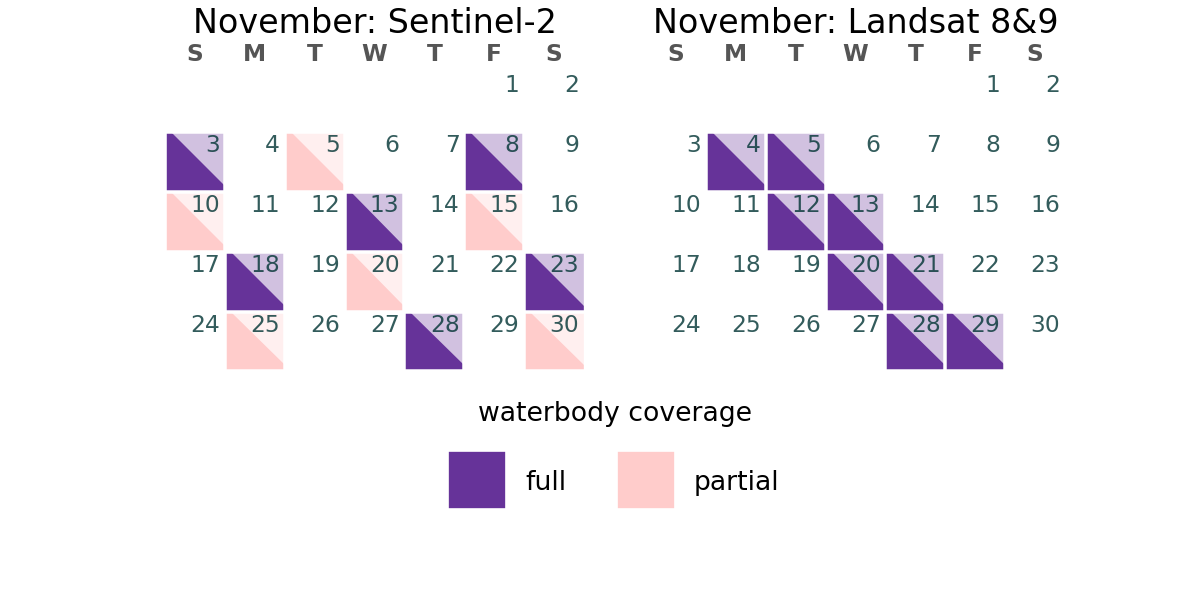 November: Sentinel-2
S M T W T F S
1 2
3 4 5 6 7 8 9
10 11 12 13 14 15 16
17 18 19 20 21 22 23
24 25 26 27 28 29 30
November: Landsat 8&9
S M T W T F S
1 2
3 4 5 6 7 8 9
10 11 12 13 14 15 16
17 18 19 20 21 22 23
24 25 26 27 28 29 30
waterbody coverage
full partial